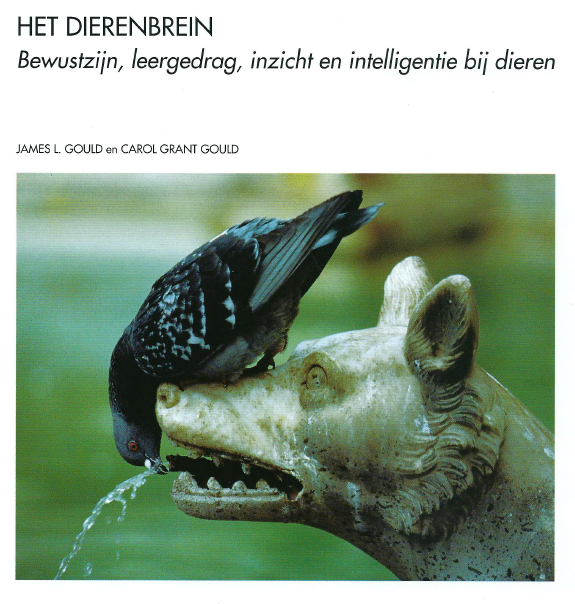 HET DIERENBREIN
Bewustzijn, leergedrag, inzicht en intelligentie bij dieren
JAMES L. GOULD en CAROL GRANT GOULD